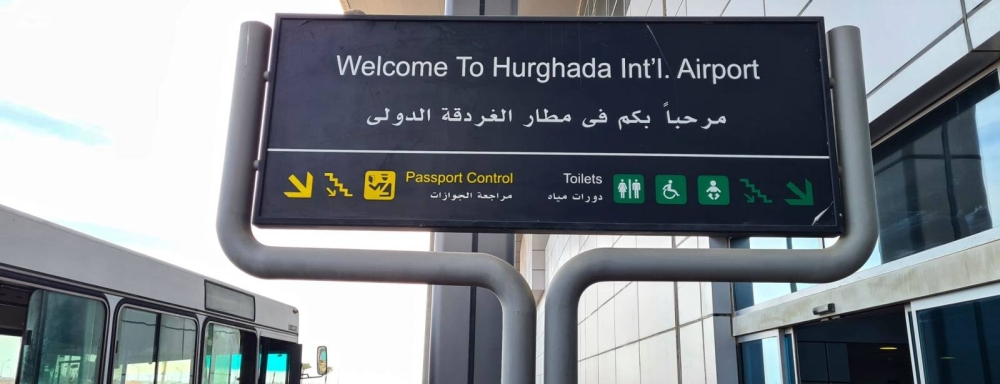 Welcome To Hurghada Int'l. Airport
مرحباً بكم فى مطار الغردقة الدولى
Passport Control
مراجعة الجوازات
Toilets
دورات مياه